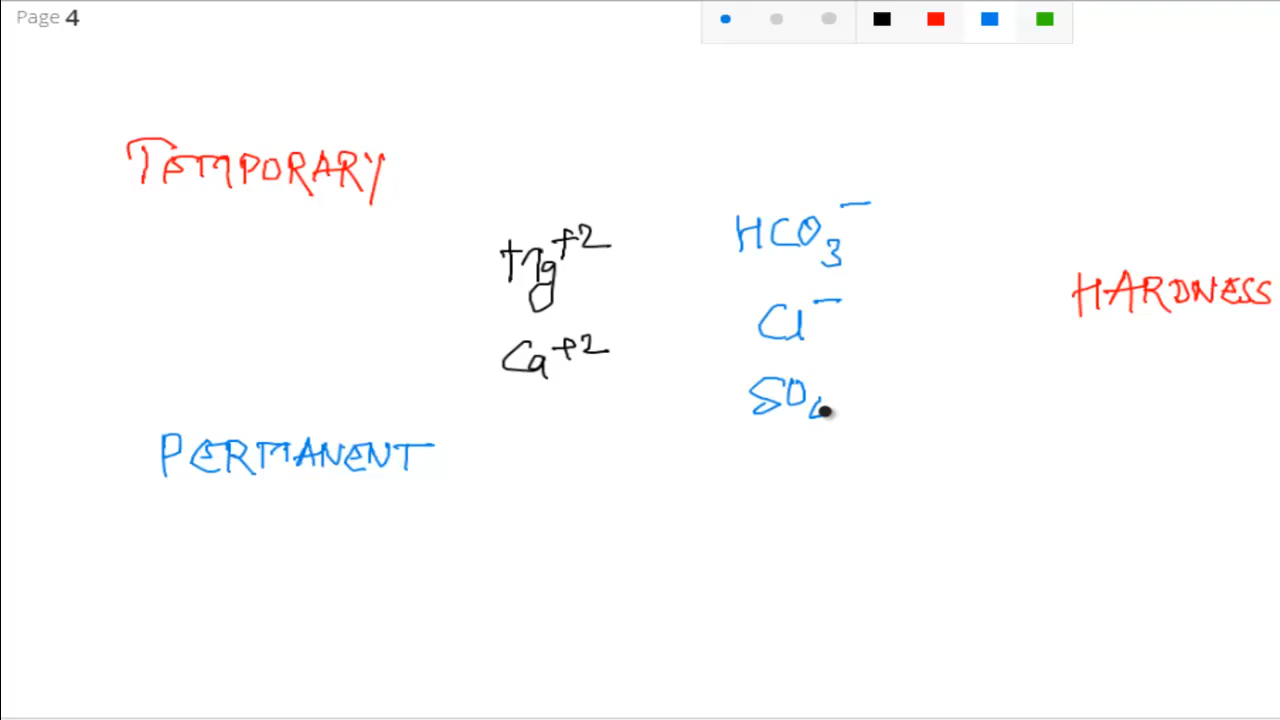 Page 4
TEMPORARY
Mg+2
HCO3-
HARDNESS
Cl-
Ca+2
SO4
PERMANENT